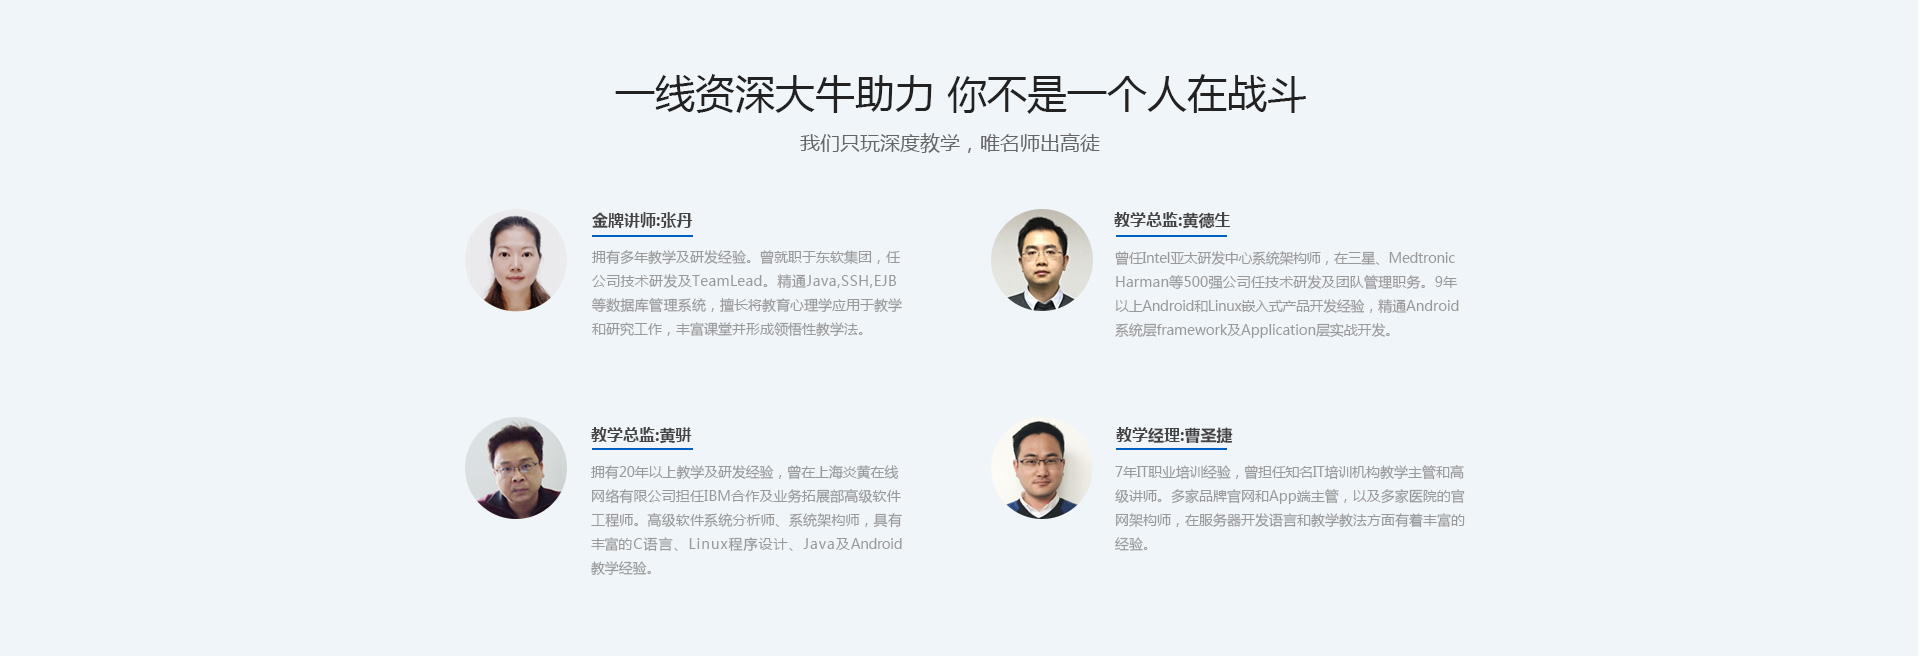 一线资深大牛助力 你不是一个人在战斗
我们只玩深度教学，唯名师出高徒
金牌讲师:张丹
拥有多年教学及研发经验。曾就职于东软集团，任
公司技术研发及TeamLead。精通Java,SSH,EJB
等数据库管理系统，擅长将教育心理学应用于教学
和研究工作，丰富课堂并形成领悟性教学法。
教学总监:黄德生
曾任Intel亚太研发中心系统架构师，在三星、Medtronic
Harman等500强公司任技术研发及团队管理职务。9年
以上Android和Linux嵌入式产品开发经验，精通Android
系统层framework及Application层实战开发。
教学总监:黄骈
拥有20年以上教学及研发经验，曾在上海炎黄在线
网络有限公司担任IBM合作及业务拓展部高级软件
工程师。高级软件系统分析师、系统架构师，具有
丰富的C语言、Linux程序设计、Java及Android
教学经验。
教学经理:曹圣捷
7年IT职业培训经验，曾担任知名IT培训机构教学主管和高
级讲师。多家品牌官网和App端主管，以及多家医院的官
网架构师，在服务器开发语言和教学教法方面有着丰富的
经验。